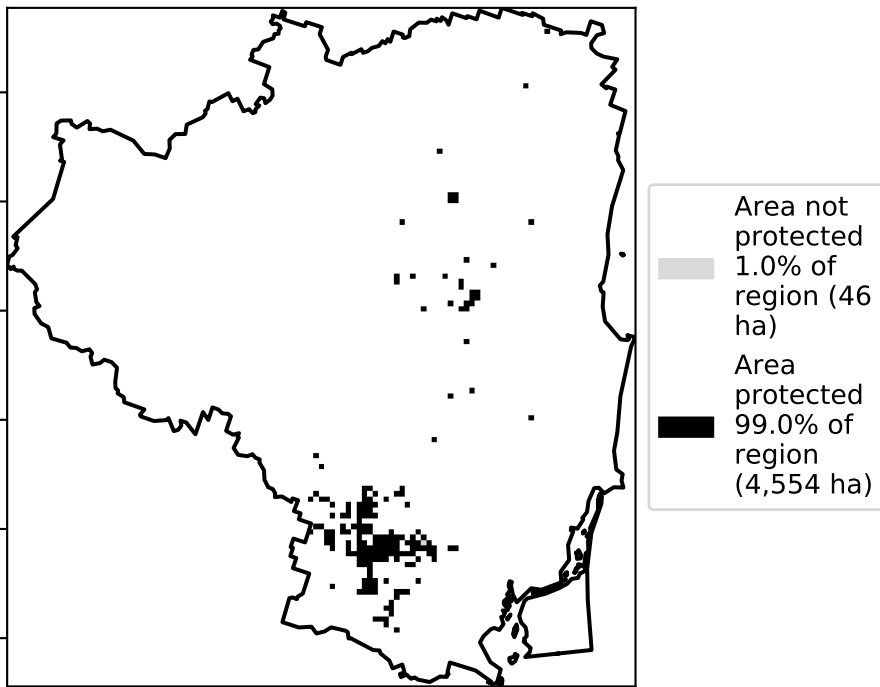 Area not
protected
1.0% of
region (46
ha)
Area
protected
99.0% of
region
(4,554 ha)